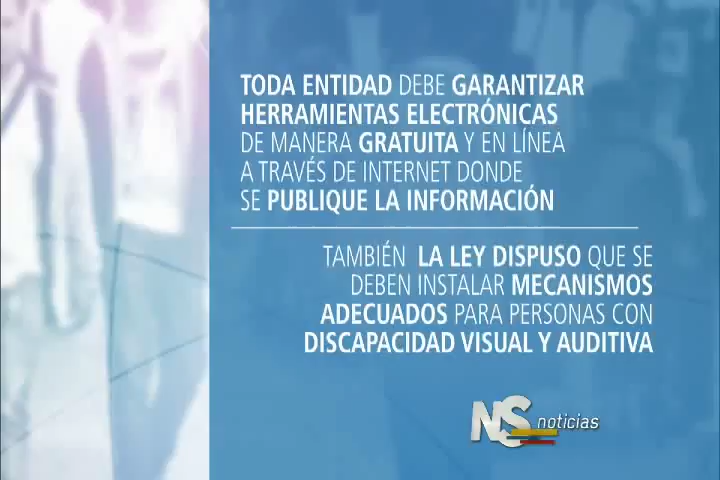 TODA ENTIDAD DEBE GARANTIZAR
HERRAMIENTAS ELECTRÓNICAS
DE MANERA GRATUITA Y EN LÍNEA
A TRAVÉS DE INTERNET DONDE
SE PUBLIQUE LA INFORMACIÓN
TAMBIÉN LA LEY DISPUSO QUE SE
DEBEN INSTALAR MECANISMOS
ADECUADOS PARA PERSONAS CON
DISCAPACIDAD VISUAL Y AUDITIVA
NCS noticias